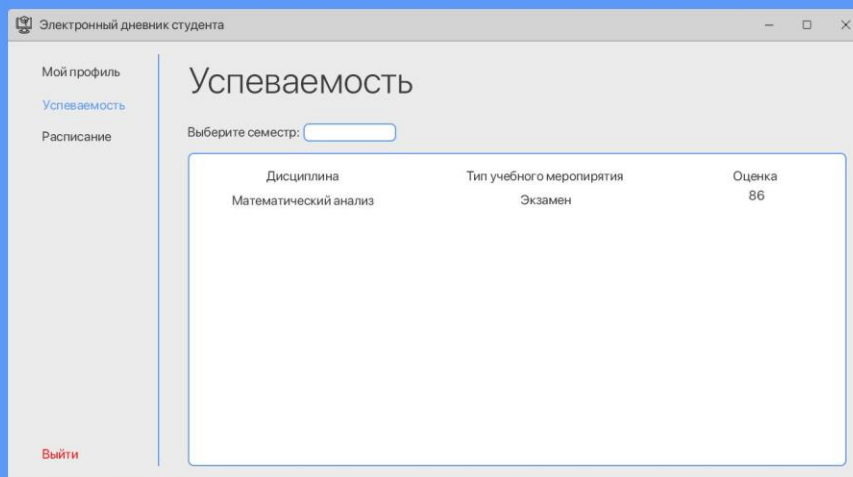 Электронный дневник студента
Мой профиль
Успеваемость
Расписание
Выйти
Успеваемость
Выберите семестр:
Дисциплина Тип учебного меропирятия Оценка
Математический анализ Экзамен 86